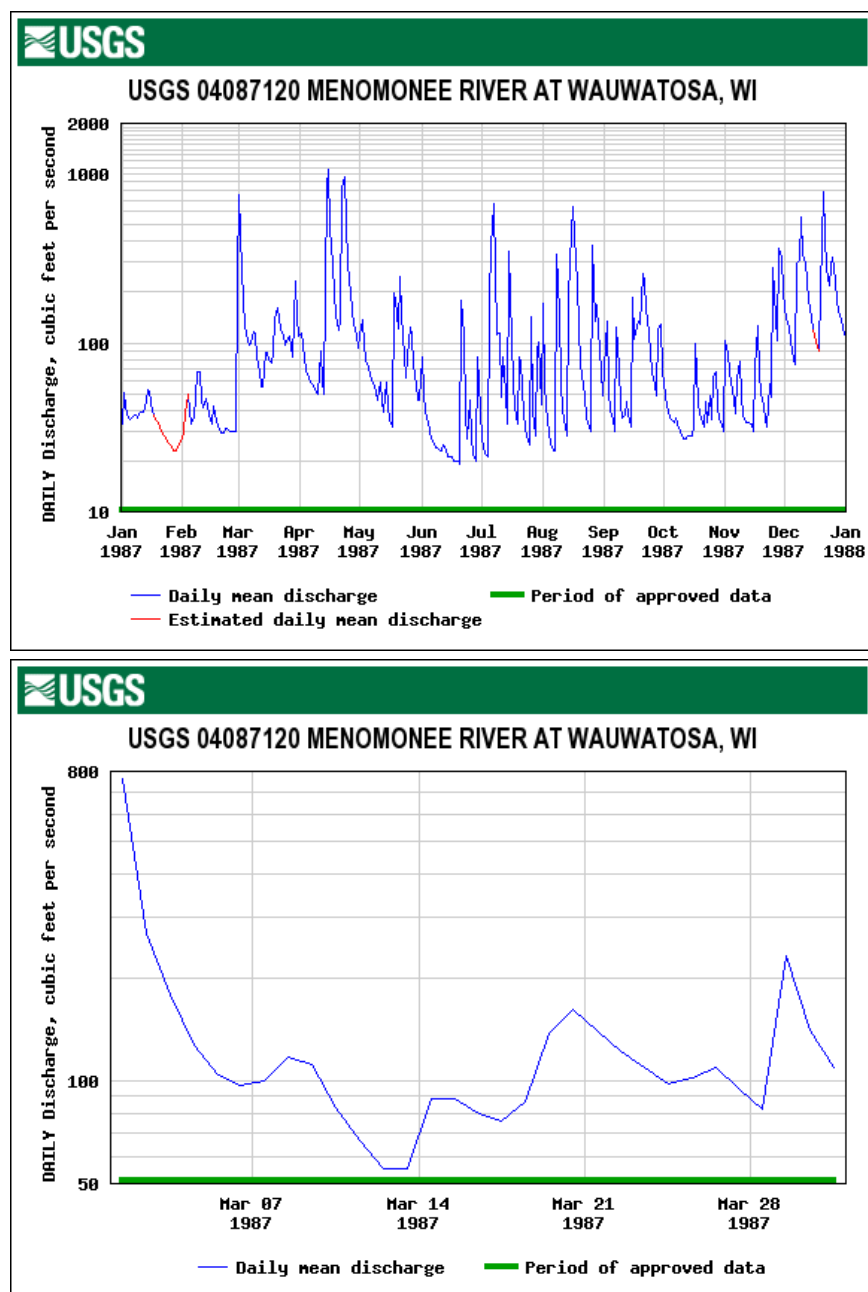 USGS
USGS 04087120 MENOMONEE RIVER AT WAUWATOSA, WI
DAILY Discharge, cubic feet per second
2000
1000
100
10
Jan Feb Mar Apr May Jun Jul Aug Sep Oct Nov Dec Jan
1987 1987 1987 1987 1987 1987 1987 1987 1987 1987 1987 1987 1988
Daily mean discharge Period of approved data
Estimated daily mean discharge
USGS
USGS 04087120 MENOMONEE RIVER AT WAUWATOSA, WI
DAILY Discharge, cubic feet per second
800
100
50
Mar 07 Mar 14 Mar 21 Mar 28
1987 1987 1987 1987
Daily mean discharge Period of approved data